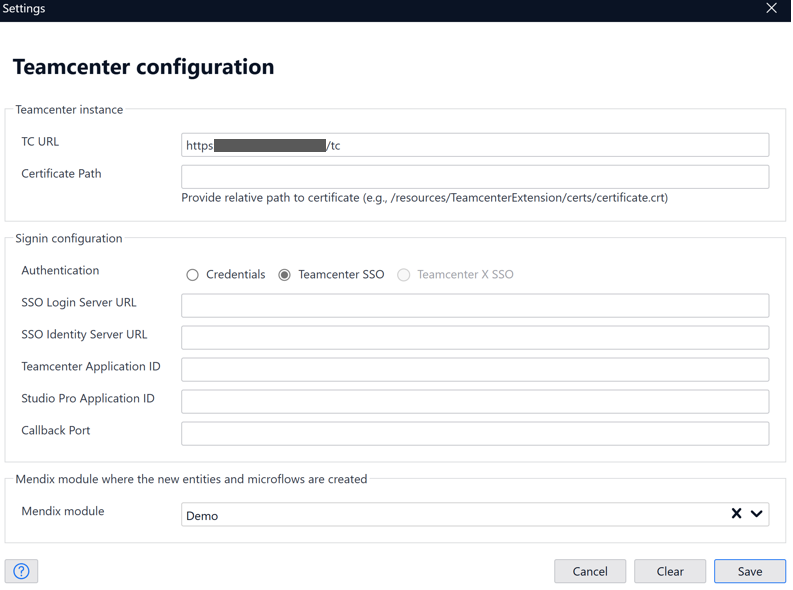 Settings
Teamcenter configuration
Teamcenter instance
TC URL
https /tc
Certificate Path
Provide relative path to certificate (e.g., /resources/TeamcenterExtension/certs/certificate.crt)
Signin configuration
Authentication
Credentials Teamcenter SSO Teamcenter X SSO
SSO Login Server URL
SSO Identity Server URL
Teamcenter Application ID
Studio Pro Application ID
Callback Port
Mendix module where the new entities and microflows are created
Mendix module
Demo
? Cancel Clear Save